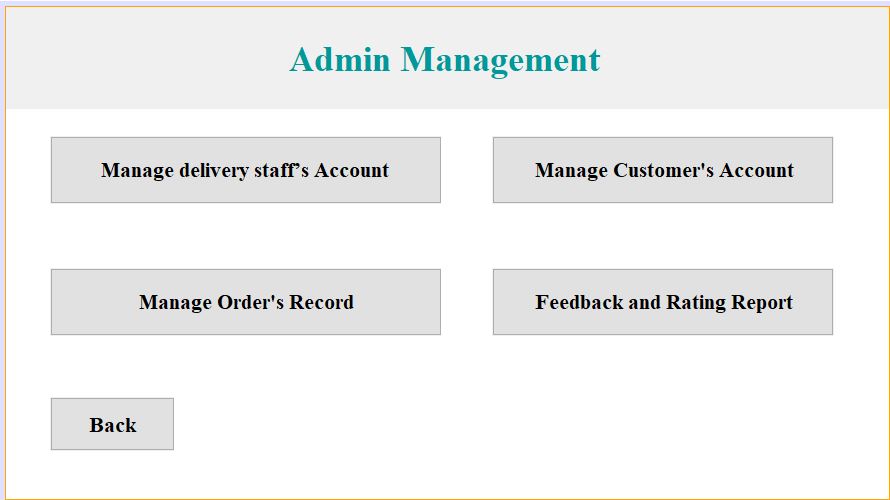 Admin Management
Manage delivery staff’s Account
Manage Customer's Account
Manage Order's Record
Feedback and Rating Report
Back